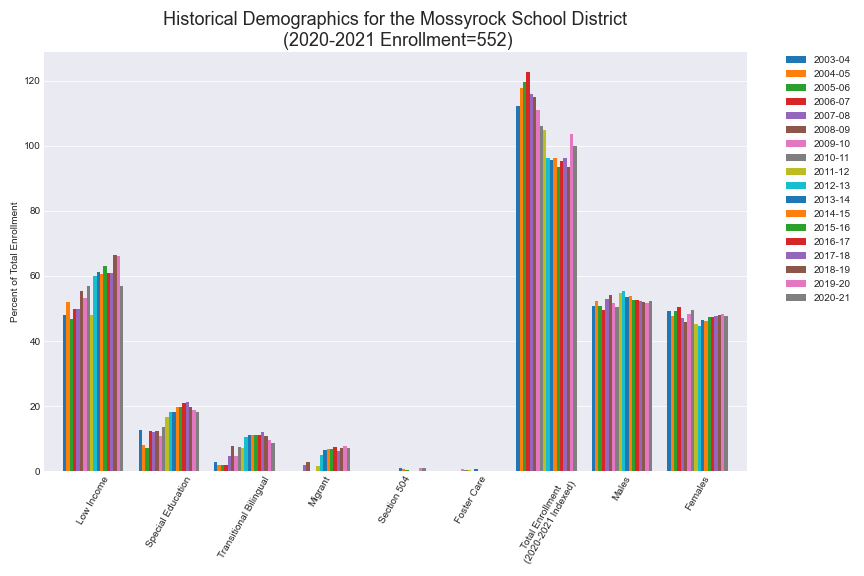 Historical Demographics for the Mossyrock School District
(2020-2021 Enrollment=552)
Percent of Total Enrollment
120
100
80
60
40
20
0
Low Income
Special Education
Transitional Bilingual
Migrant
Section 504
Foster Care
Total Enrollment
(2020-2021 Indexed)
Males
Females
2003-04
2004-05
2005-06
2006-07
2007-08
2008-09
2009-10
2010-11
2011-12
2012-13
2013-14
2014-15
2015-16
2016-17
2017-18
2018-19
2019-20
2020-21